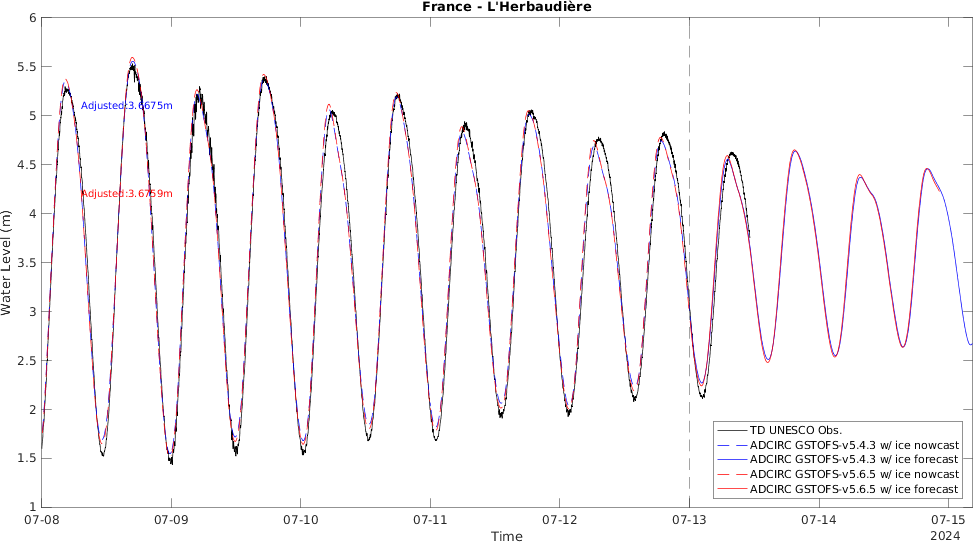 France - L'Herbaudière
6
5.5
5
4.5
4
3.5
3
2.5
2
1.5
1
Water Level (m)
Adjusted:3.6675m
Adjusted:3.6759m
TD UNESCO Obs.
ADCIRC GSTOFS-v5.4.3 w/ ice nowcast
ADCIRC GSTOFS-v5.4.3 w/ ice forecast
ADCIRC GSTOFS-v5.6.5 w/ ice nowcast
ADCIRC GSTOFS-v5.6.5 w/ ice forecast
07-08 07-09 07-10 07-11 07-12 07-13 07-14 07-15
Time
2024